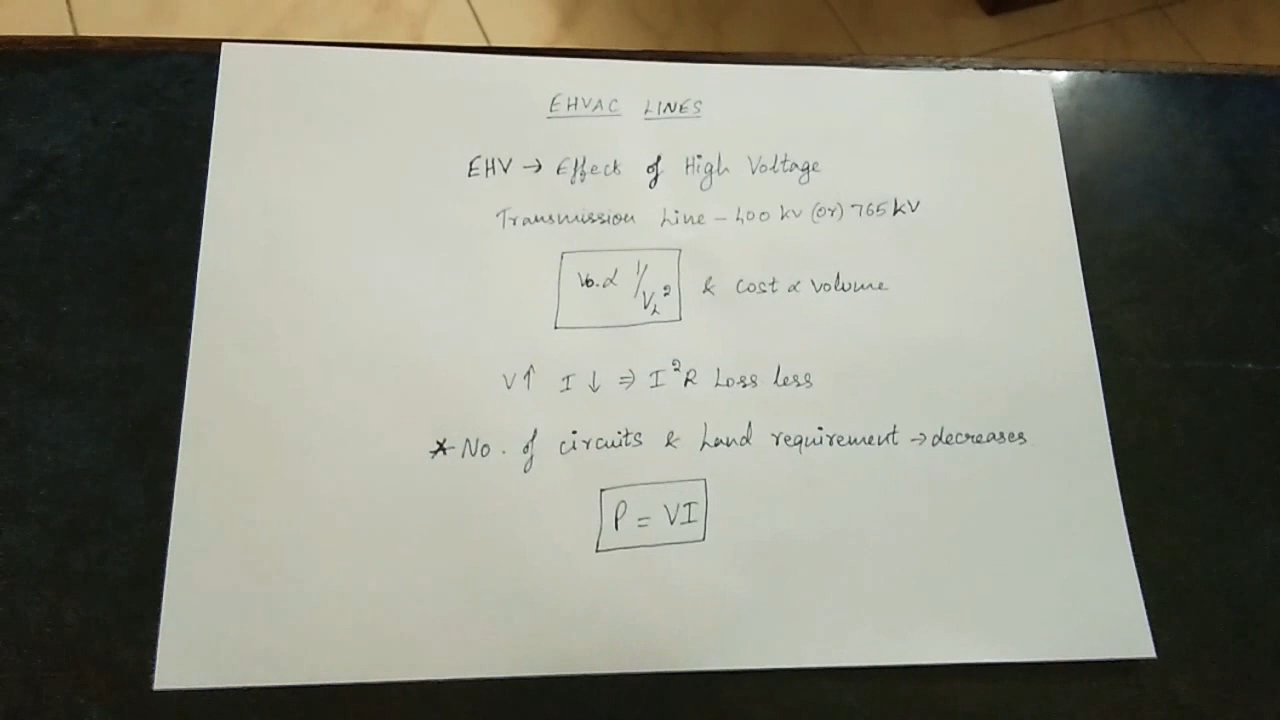 EHVAC LINES
EHV → Effect of High Voltage
Transmission Line - 400 kv (or) 765 kV
Vo.∝ 1/VL² & cost ∝ volume
V↑ I↓ ⇒ I²R Loss less
*No. of circuits & Land requirement → decreases
P = VI